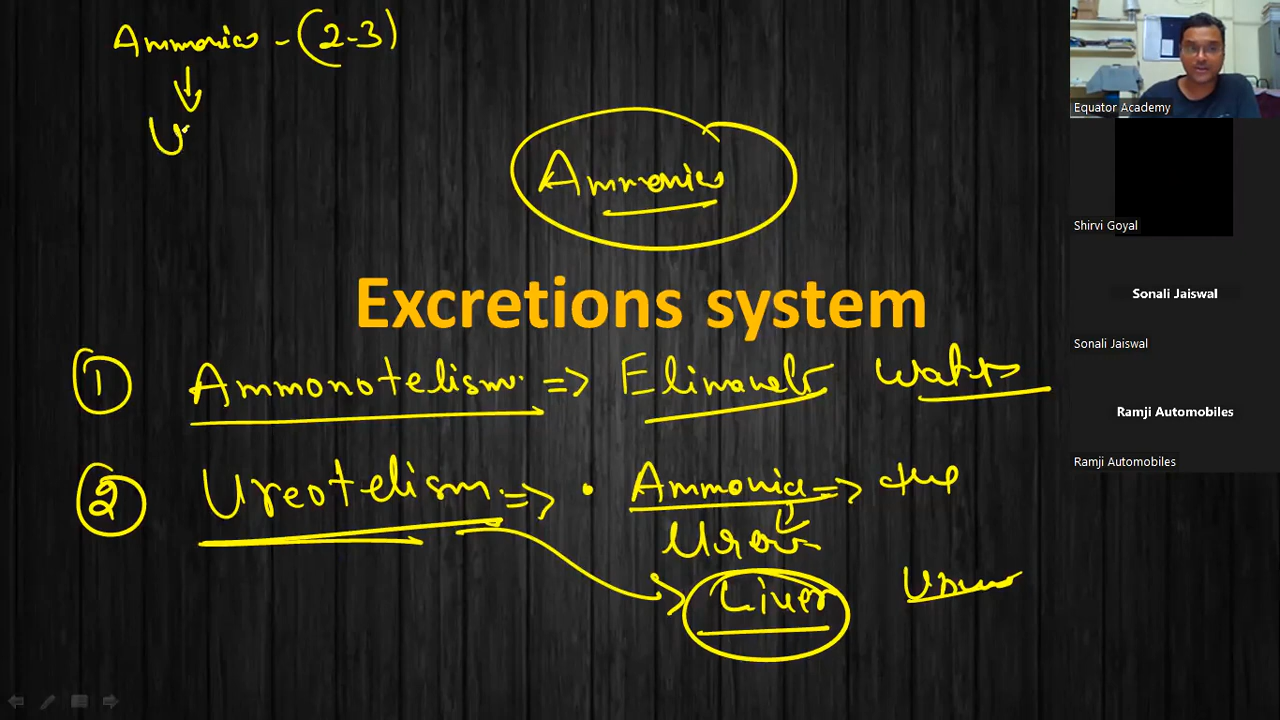 Ammonia - (2-3)
Ammonia
Excretions system
1 Ammonotelism => Eliminate
2 Ureotelism => • Ammonia =>
Urea
Liver
Equator Academy
Shirvi Goyal
Sonali Jaiswal
Sonali Jaiswal
Ramji Automobiles
Ramji Automobiles